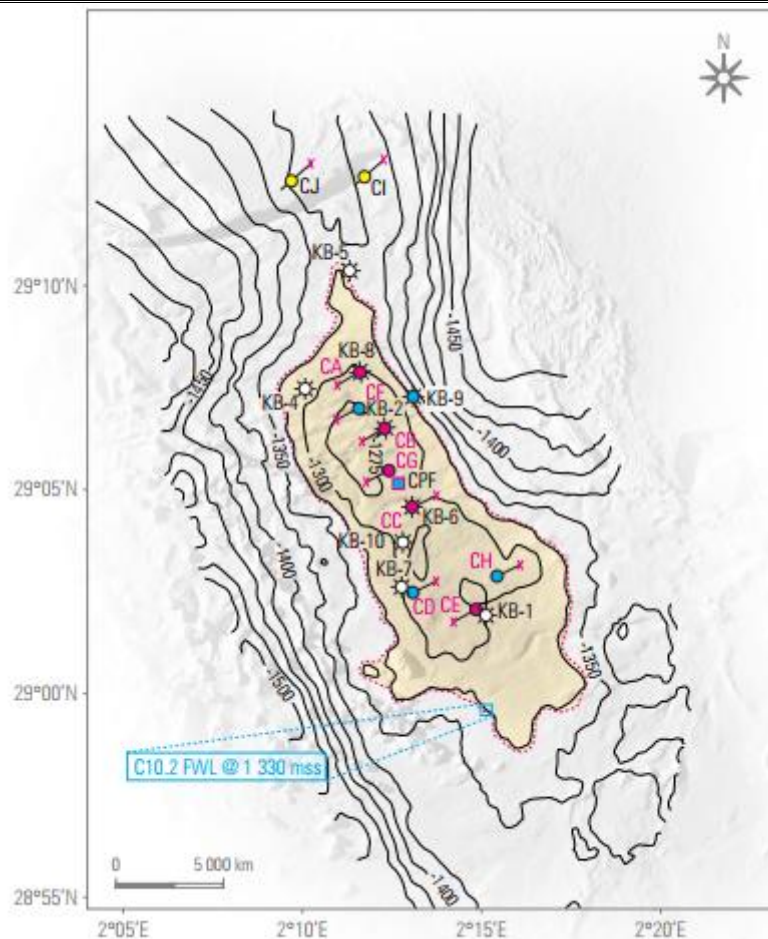 N
CJ
CI
KB-5
29°10'N
-1450
KB-8
CA
CF
KB-9
KB-4
KB-2
-1450
CB
-1400
-1350
-1275
CG
-1300
CPF
29°05'N
CC
KB-6
KB-10
CH
-1400
KB-7
CD
CE
KB-1
-1350
-1500
29°00'N
C10.2 FWL @ 1 330 mss
0
5 000 km
-1400
28°55'N
2°05'E
2°10'E
2°15'E
2°20'E